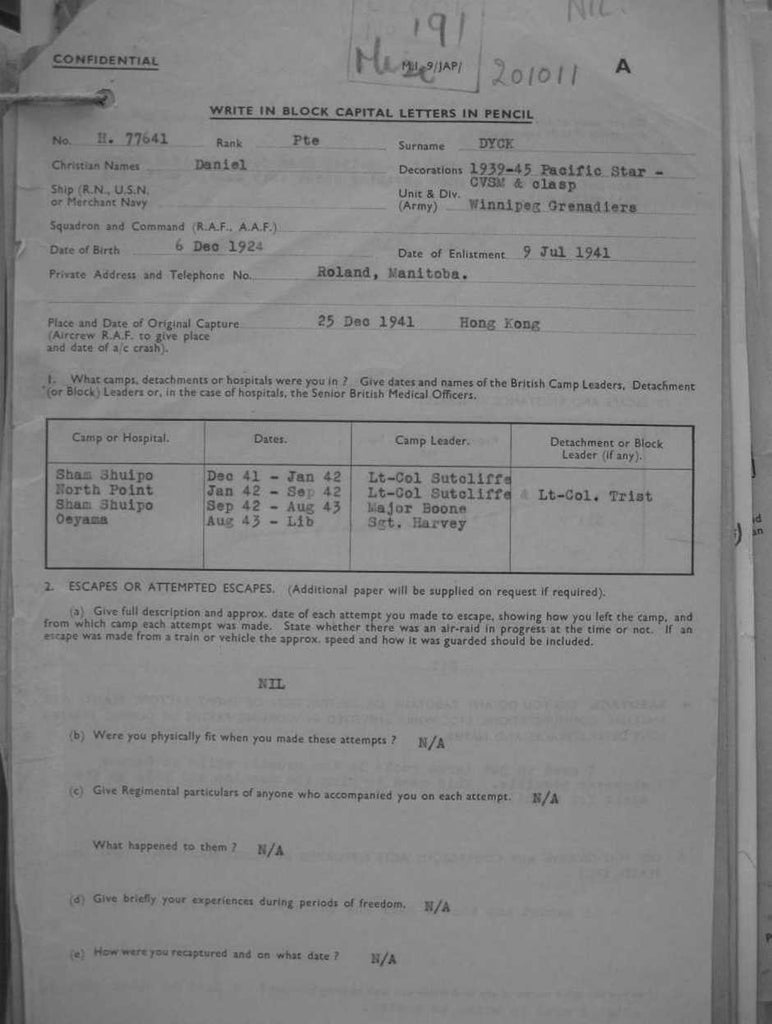 NIL.
191
CONFIDENTIAL M.I. 9/JAP/ 201011 A
WRITE IN BLOCK CAPITAL LETTERS IN PENCIL
No. H. 77641 Rank Pte Surname DYCK
Christian Names Daniel Decorations 1939-45 Pacific Star -
CVSM & clasp
Ship (R.N., U.S.N. Unit & Div.
or Merchant Navy (Army) Winnipeg Grenadiers
Squadron and Command (R.A.F., A.A.F.)
Date of Birth 6 Dec 1924 Date of Enlistment 9 Jul 1941
Private Address and Telephone No. Roland, Manitoba.
Place and Date of Original Capture 25 Dec 1941 Hong Kong
(Aircrew R.A.F. to give place
and date of a/c crash).
1. What camps, detachments or hospitals were you in ? Give dates and names of the British Camp Leaders, Detachment
(or Block) Leaders or, in the case of hospitals, the Senior British Medical Officers.
Camp or Hospital. Dates. Camp Leader. Detachment or Block
Leader (if any).
Sham Shuipo Dec 41 - Jan 42 Lt-Col Sutcliffe
North Point Jan 42 - Sep 42 Lt-Col Sutcliffe & Lt-Col. Trist
Sham Shuipo Sep 42 - Aug 43 Major Boone
Oeyama Aug 43 - Lib Sgt. Harvey
2. ESCAPES OR ATTEMPTED ESCAPES. (Additional paper will be supplied on request if required).
(a) Give full description and approx. date of each attempt you made to escape, showing how you left the camp, and
from which camp each attempt was made. State whether there was an air-raid in progress at the time or not. If an
escape was made from a train or vehicle the approx. speed and how it was guarded should be included.
NIL
(b) Were you physically fit when you made these attempts ? N/A
(c) Give Regimental particulars of anyone who accompanied you on each attempt. N/A
What happened to them ? N/A
(d) Give briefly your experiences during periods of freedom. N/A
(e) How were you recaptured and on what date ? N/A